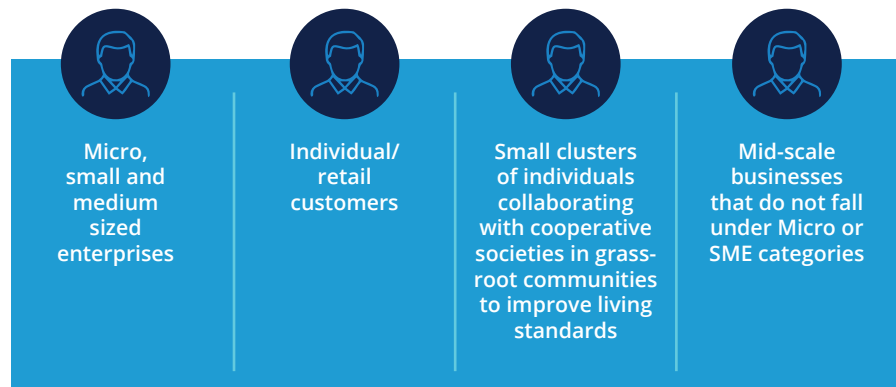 Micro,
small and
medium
sized
enterprises
Individual/
retail
customers
Small clusters
of individuals
collaborating
with cooperative
societies in grass-
root communities
to improve living
standards
Mid-scale
businesses
that do not fall
under Micro or
SME categories